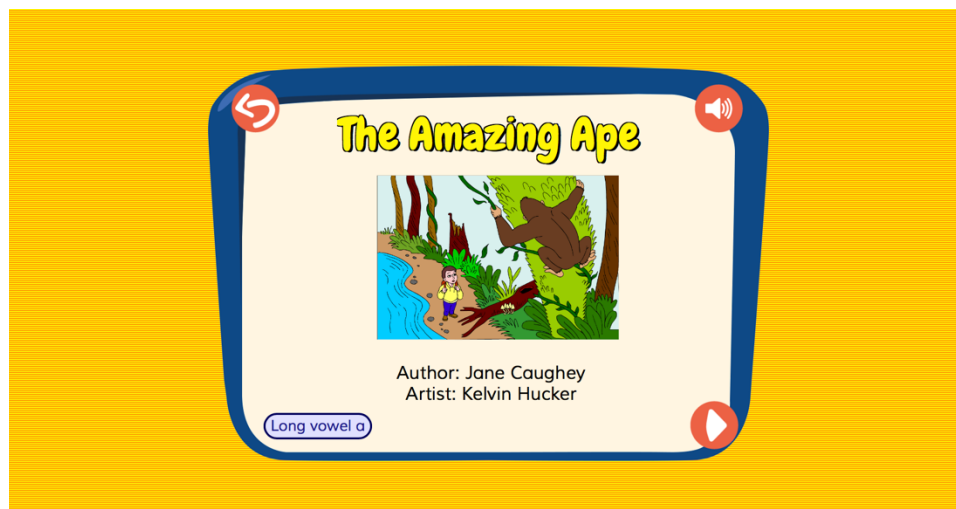 The Amazing Ape
Author: Jane Caughey
Artist: Kelvin Hucker
Long vowel a